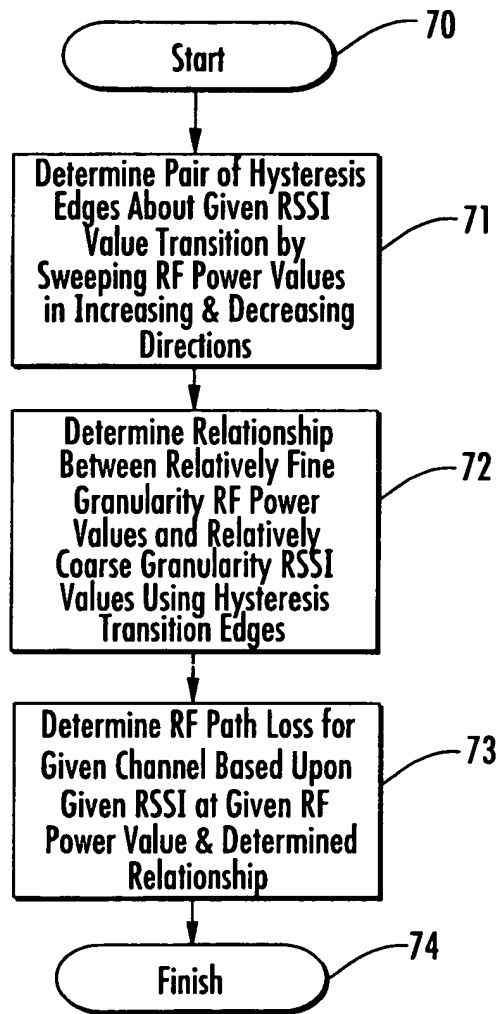 Start
70
Determine Pair of Hysteresis
Edges About Given RSSI
Value Transition by
Sweeping RF Power Values
in Increasing & Decreasing
Directions
71
Determine Relationship
Between Relatively Fine
Granularity RF Power
Values and Relatively
Coarse Granularity RSSI
Values Using Hysteresis
Transition Edges
72
Determine RF Path Loss for
Given Channel Based Upon
Given RSSI at Given RF
Power Value & Determined
Relationship
73
Finish
74